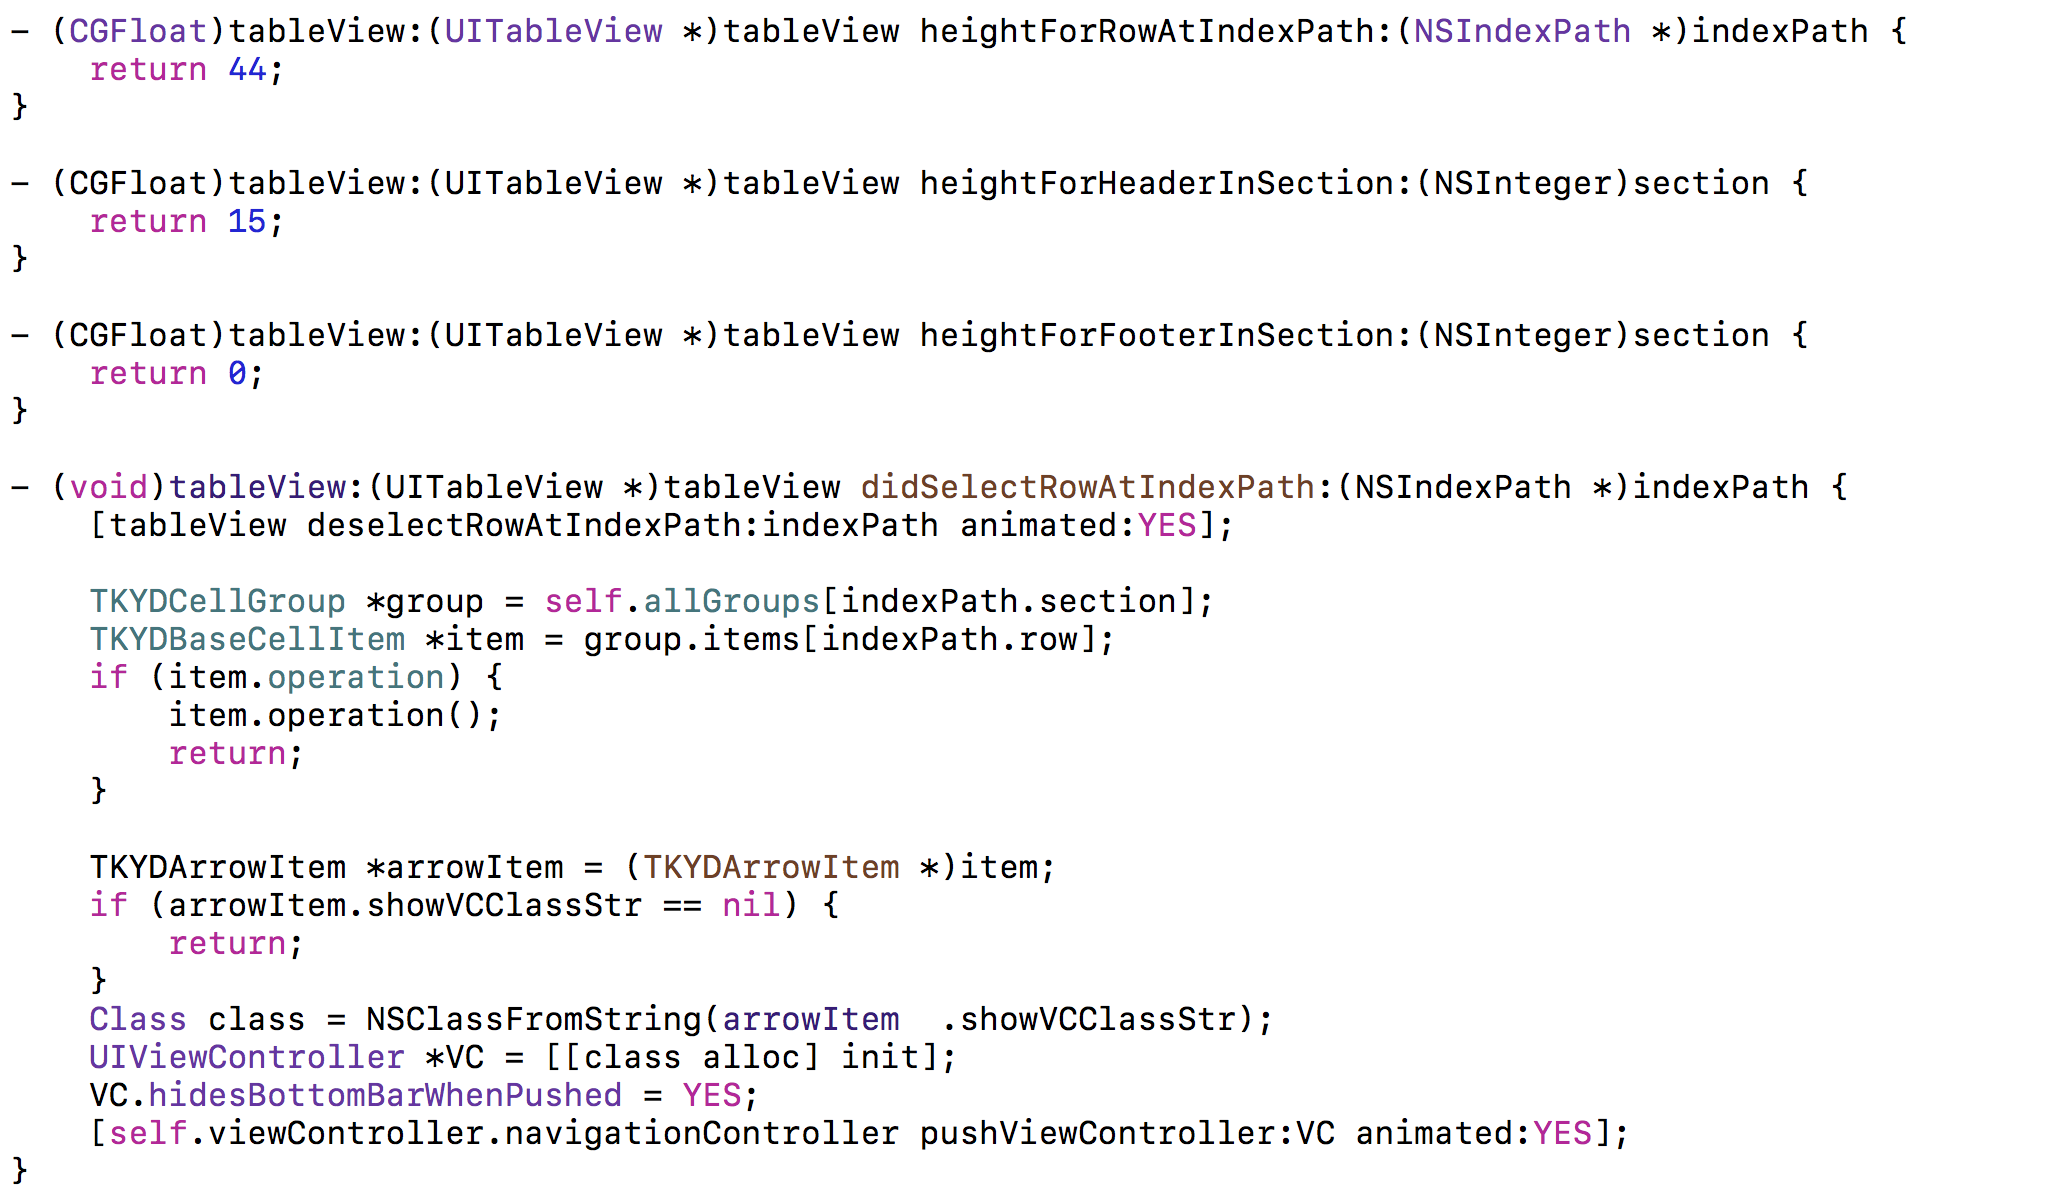 - (CGFloat)tableView:(UITableView *)tableView heightForRowAtIndexPath:(NSIndexPath *)indexPath {
    return 44;
}

- (CGFloat)tableView:(UITableView *)tableView heightForHeaderInSection:(NSInteger)section {
    return 15;
}

- (CGFloat)tableView:(UITableView *)tableView heightForFooterInSection:(NSInteger)section {
    return 0;
}

- (void)tableView:(UITableView *)tableView didSelectRowAtIndexPath:(NSIndexPath *)indexPath {
    [tableView deselectRowAtIndexPath:indexPath animated:YES];

    TKYDCellGroup *group = self.allGroups[indexPath.section];
    TKYDBaseCellItem *item = group.items[indexPath.row];
    if (item.operation) {
        item.operation();
        return;
    }

    TKYDArrowItem *arrowItem = (TKYDArrowItem *)item;
    if (arrowItem.showVCClassStr == nil) {
        return;
    }
    Class class = NSClassFromString(arrowItem  .showVCClassStr);
    UIViewController *VC = [[class alloc] init];
    VC.hidesBottomBarWhenPushed = YES;
    [self.viewController.navigationController pushViewController:VC animated:YES];
}